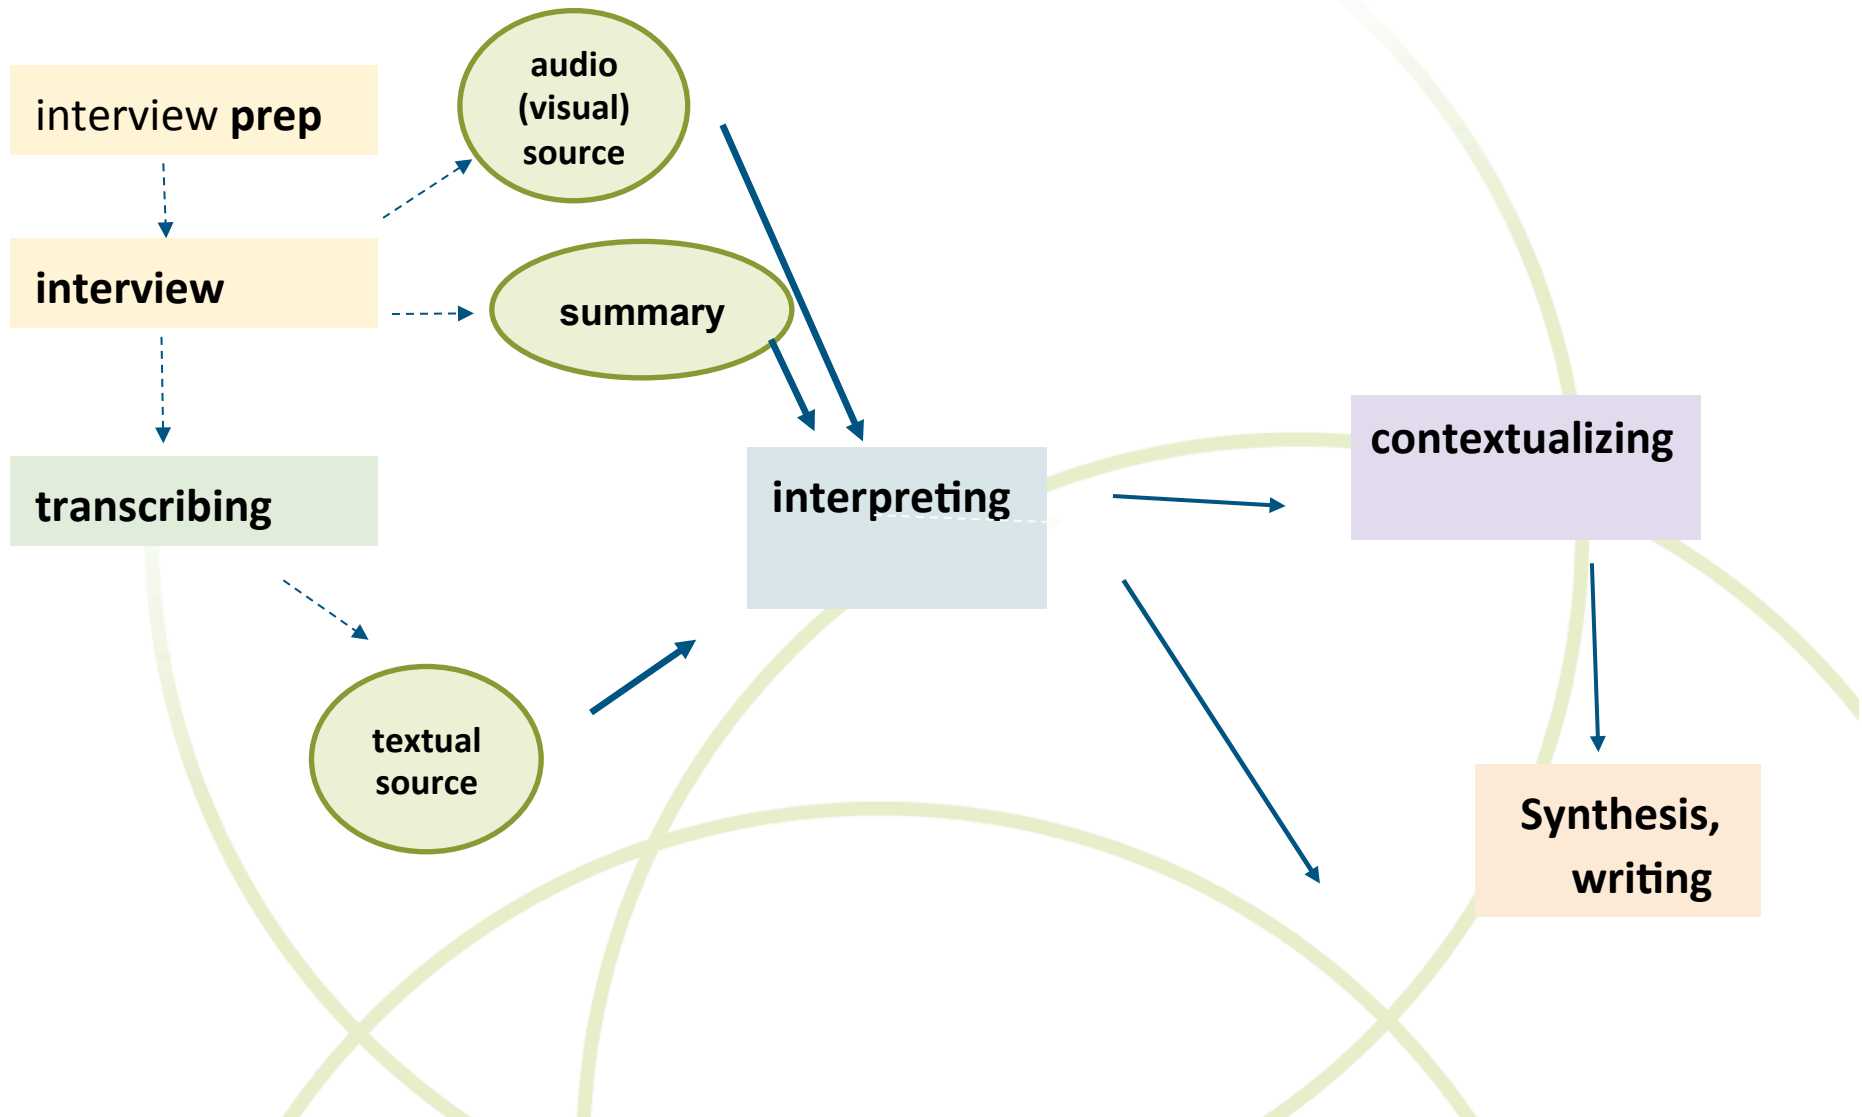 interview prep
audio
(visual)
source
interview
summary
transcribing
interpreting
contextualizing
textual
source
Synthesis,
writing